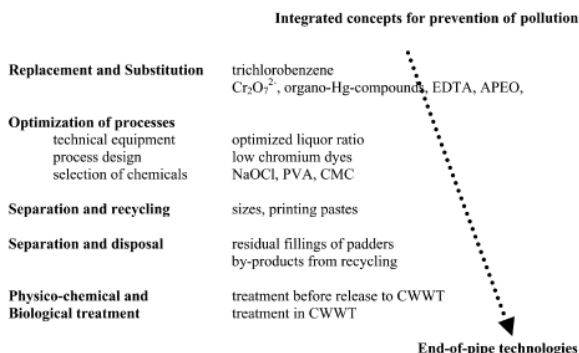 Integrated concepts for prevention of pollution
Replacement and Substitution trichlorobenzene
Cr₂O₇²⁻, organo-Hg-compounds, EDTA, APEO,
Optimization of processes
technical equipment optimized liquor ratio
process design low chromium dyes
selection of chemicals NaOCl, PVA, CMC
Separation and recycling sizes, printing pastes
Separation and disposal residual fillings of padders
by-products from recycling
Physico-chemical and treatment before release to CWWT
Biological treatment treatment in CWWT
End-of-pipe technologies